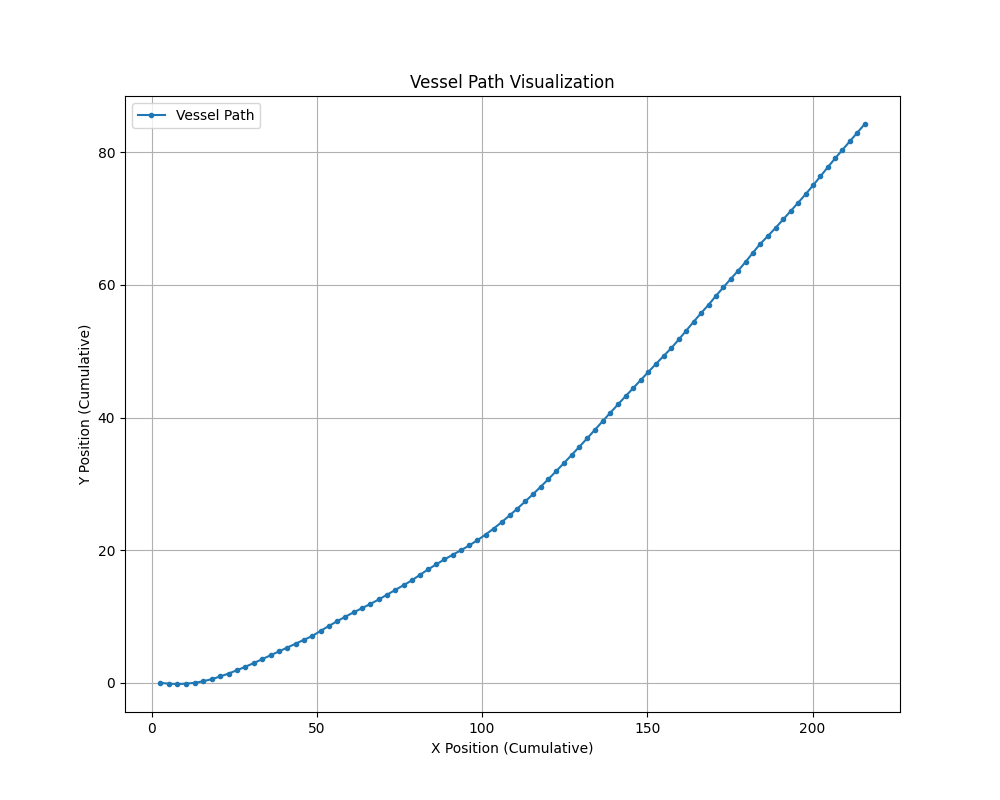 Vessel Path Visualization
Vessel Path
Y Position (Cumulative)
80
60
40
20
0
0 50 100 150 200
X Position (Cumulative)